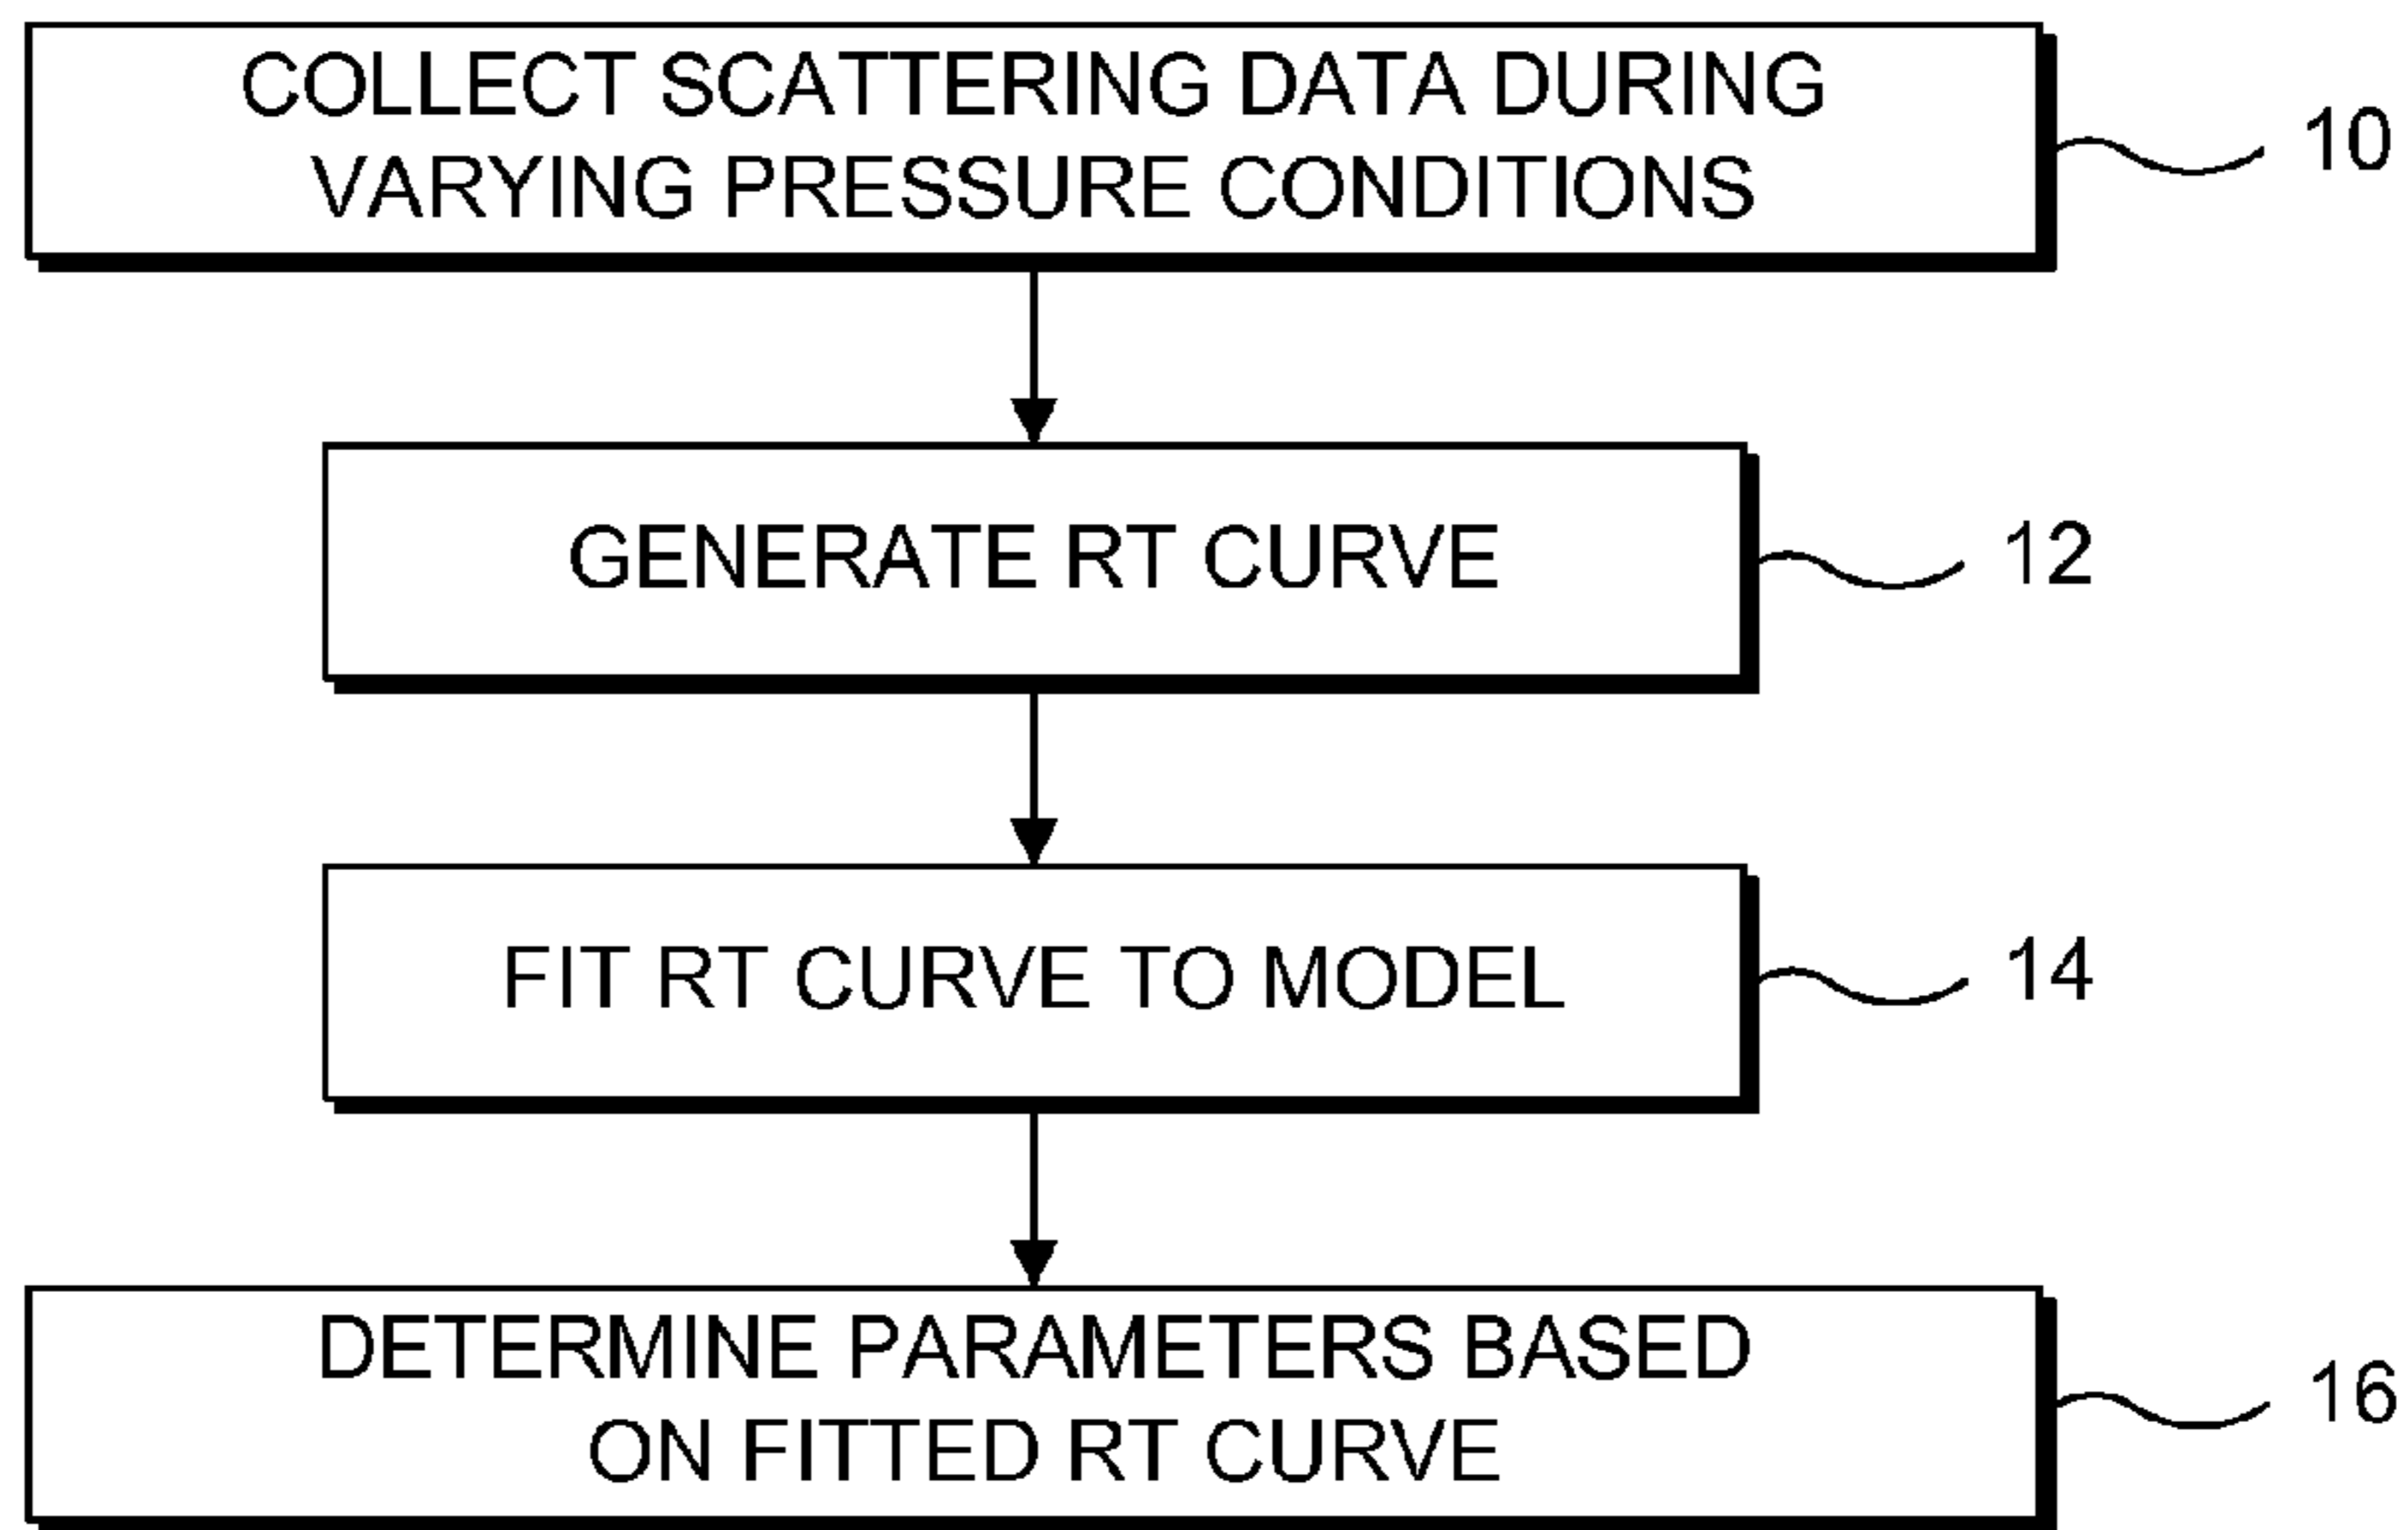 COLLECT SCATTERING DATA DURING
VARYING PRESSURE CONDITIONS
10
GENERATE RT CURVE
12
FIT RT CURVE TO MODEL
14
DETERMINE PARAMETERS BASED
ON FITTED RT CURVE
16